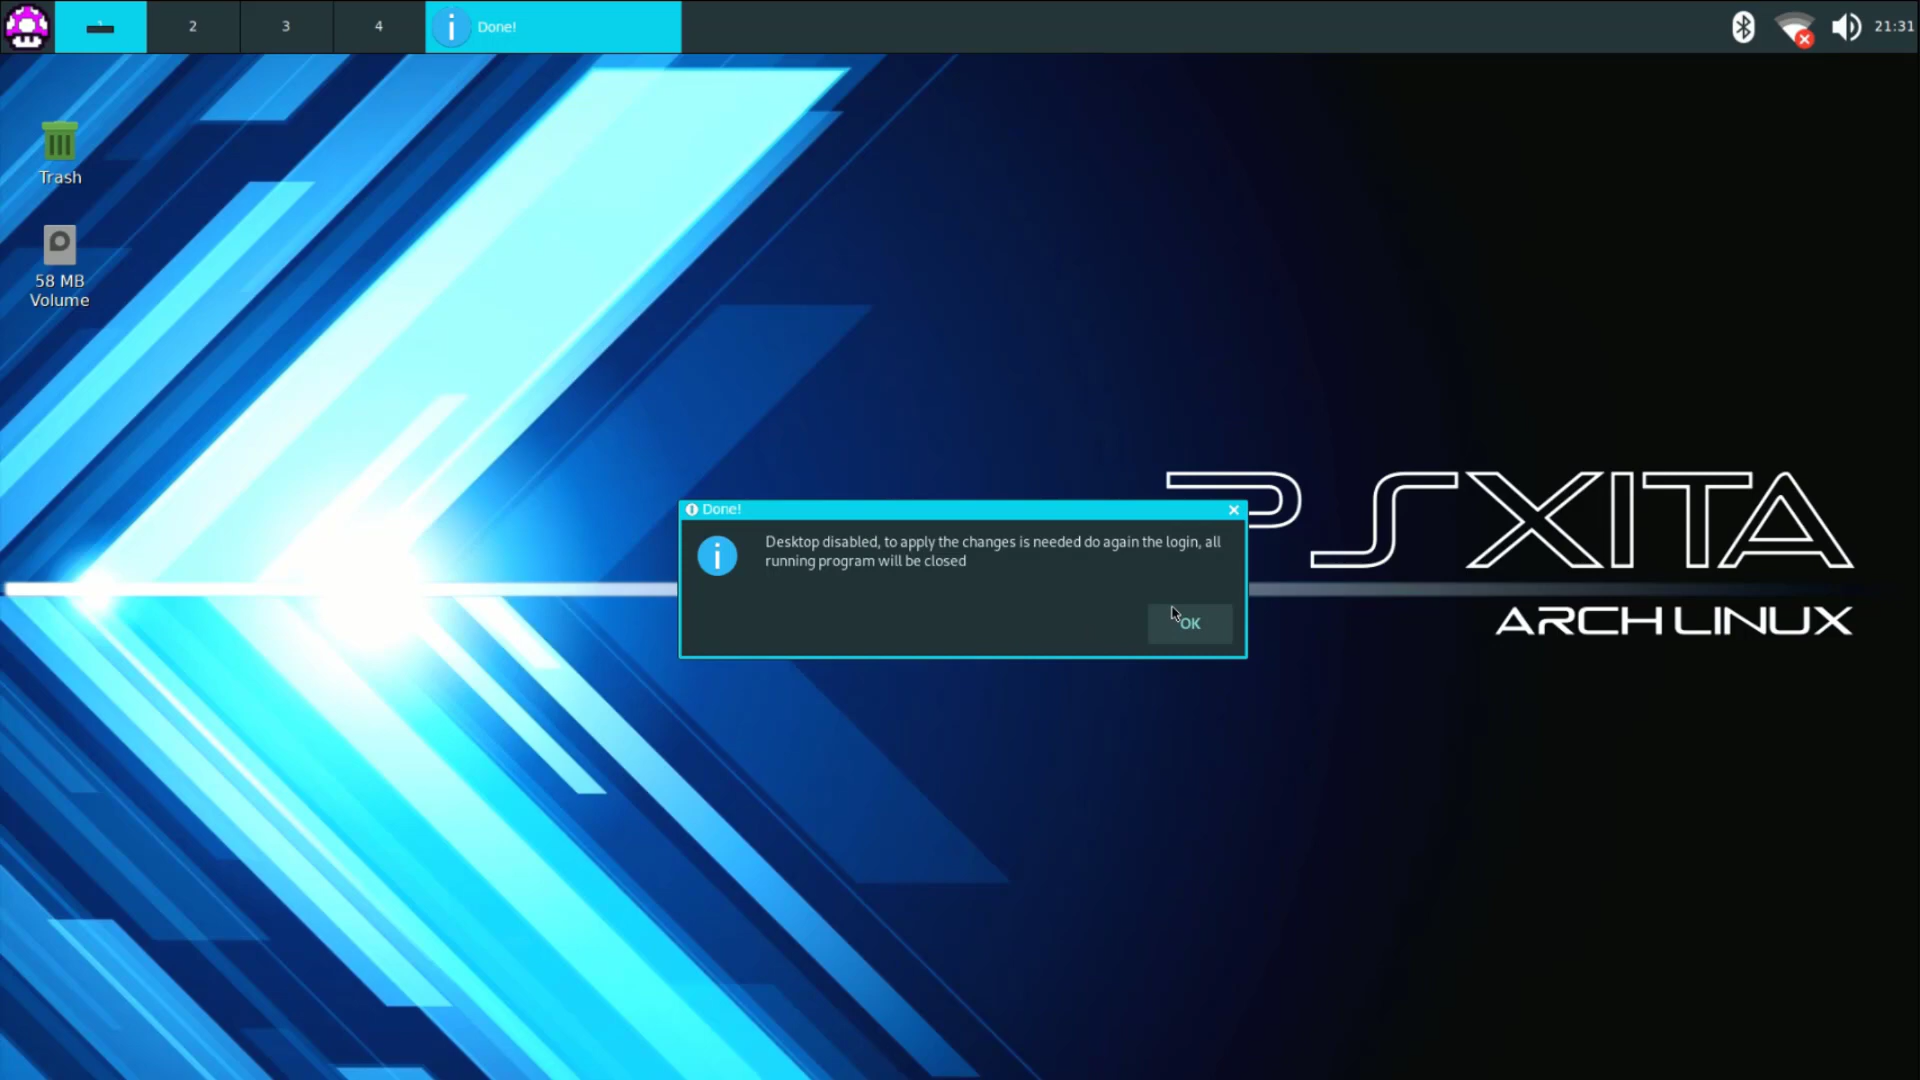 2
3
4
Done!
21:31
Trash
58 MB
Volume
Done!
Desktop disabled, to apply the changes is needed do again the login, all
running program will be closed
OK
PSXITA
ARCH LINUX